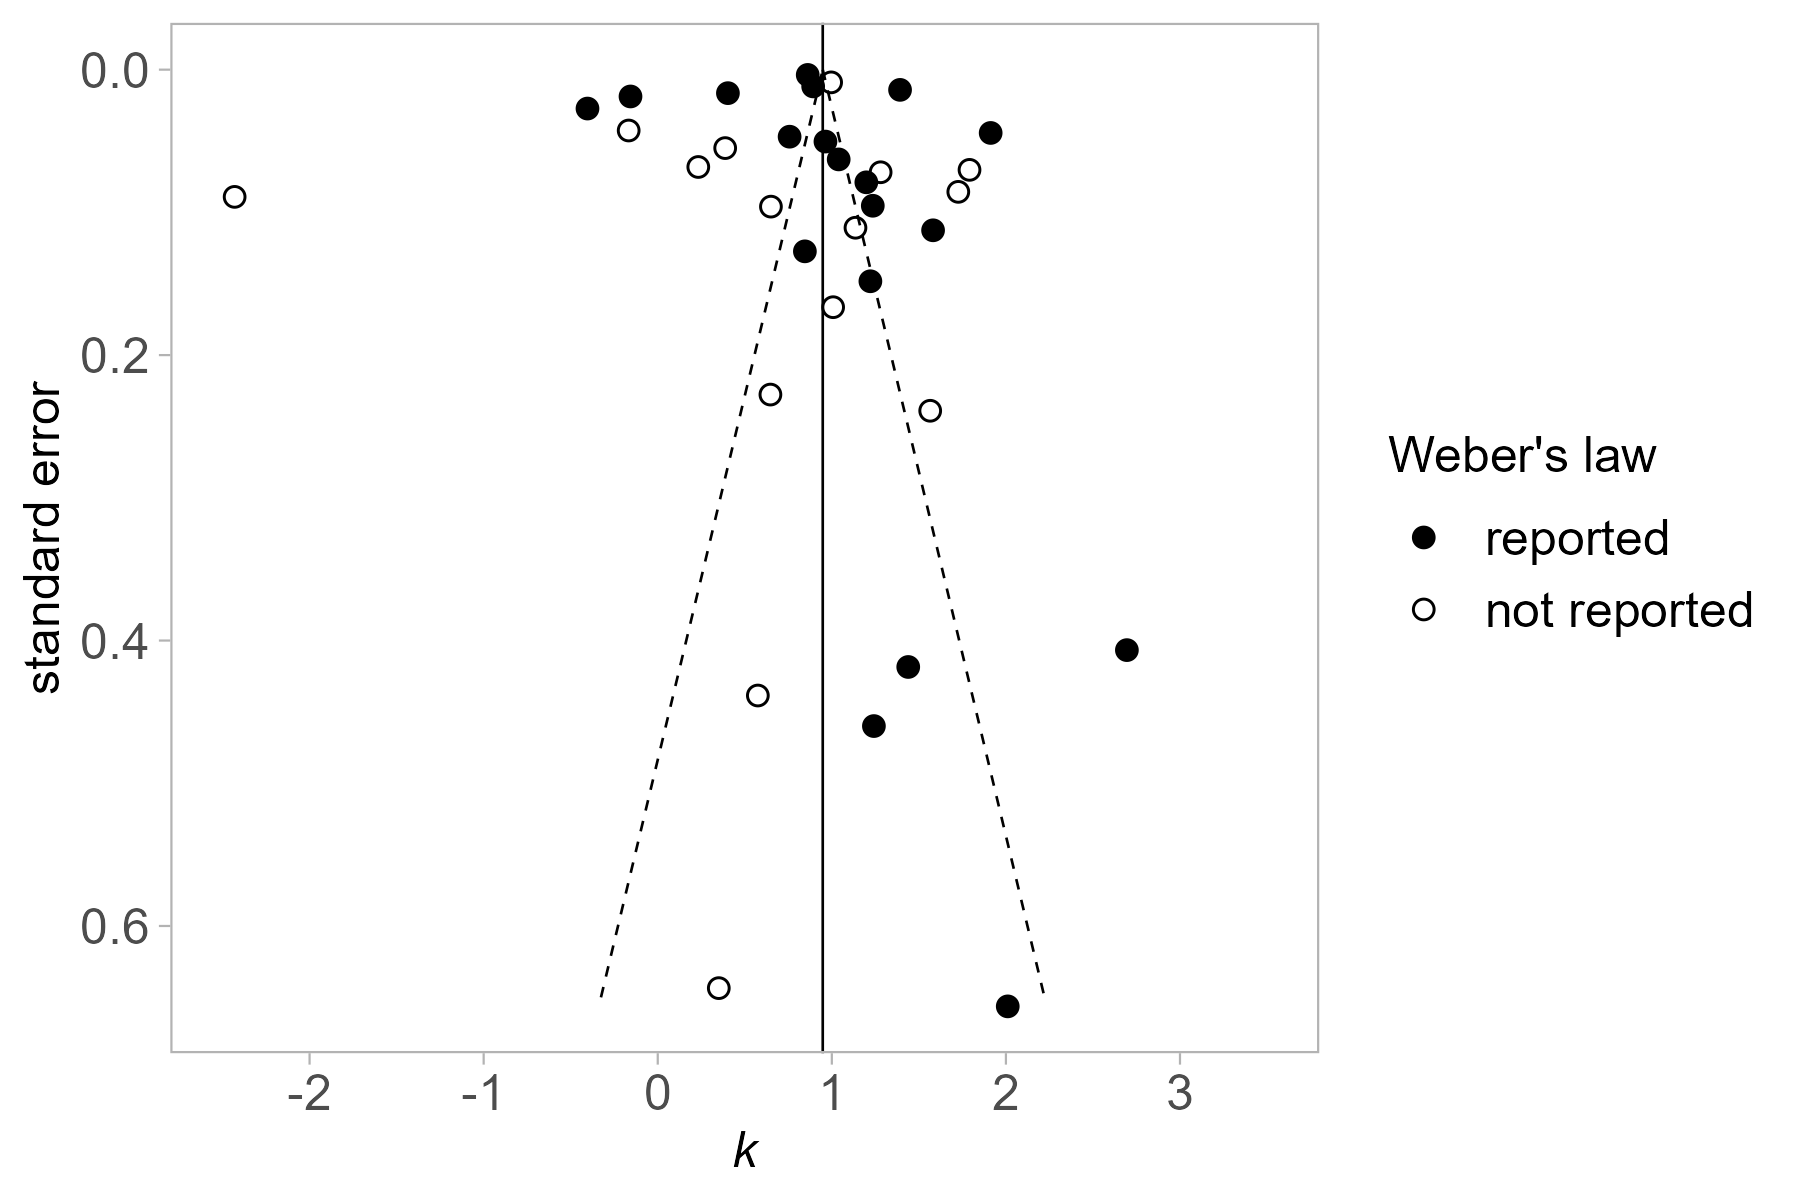 0.0
0.2
0.4
0.6
standard error
-2 -1 0 1 2 3
k
Weber's law
reported
not reported